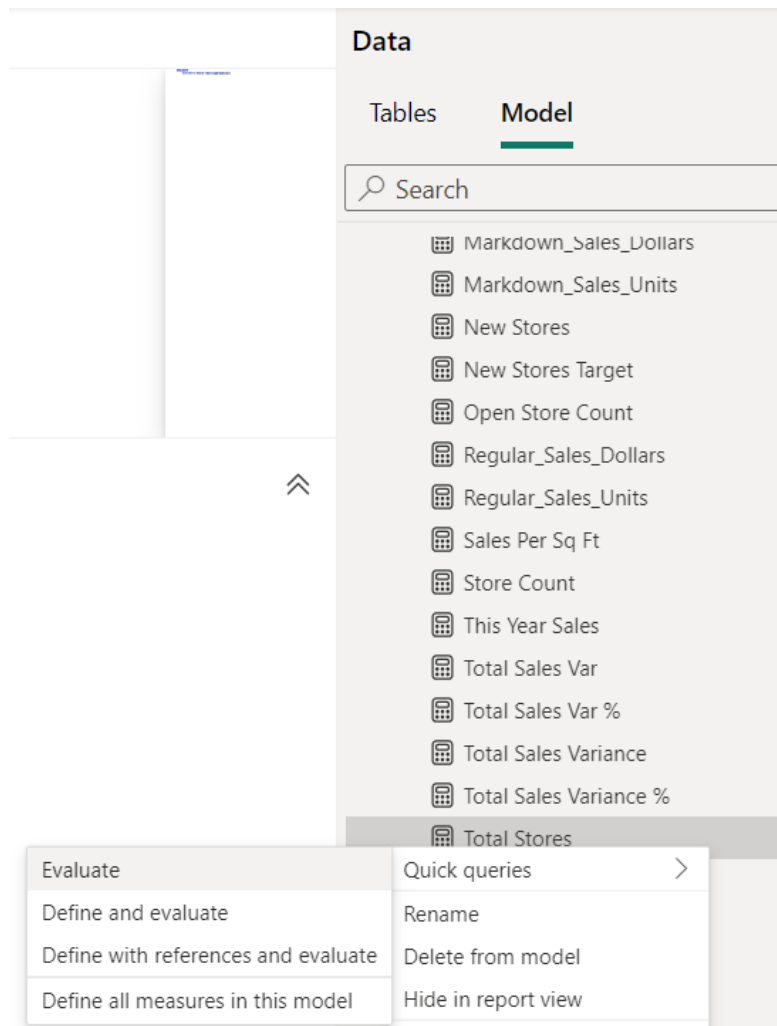 Data
Tables Model
Search
Markdown_Sales_Dollars
Markdown_Sales_Units
New Stores
New Stores Target
Open Store Count
Regular_Sales_Dollars
Regular_Sales_Units
Sales Per Sq Ft
Store Count
This Year Sales
Total Sales Var
Total Sales Var %
Total Sales Variance
Total Sales Variance %
Total Stores
Evaluate
Define and evaluate
Define with references and evaluate
Define all measures in this model
Quick queries
Rename
Delete from model
Hide in report view